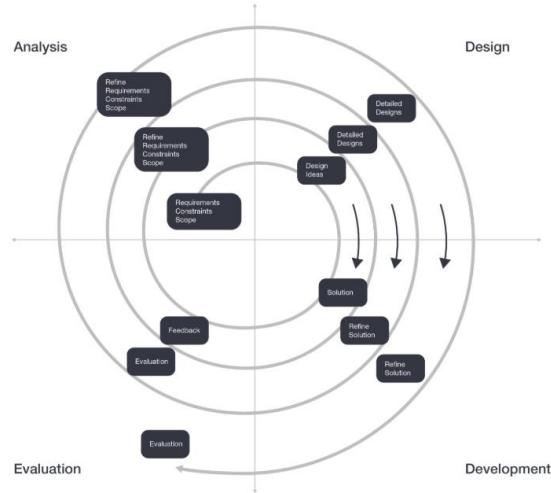 Analysis
Design
Refine
Requirements
Constraints
Scope
Detailed
Designs
Refine
Requirements
Constraints
Scope
Detailed
Designs
Design
Ideas
Requirements
Constraints
Scope
Solution
Feedback
Refine
Solution
Evaluation
Refine
Solution
Evaluation
Evaluation
Development